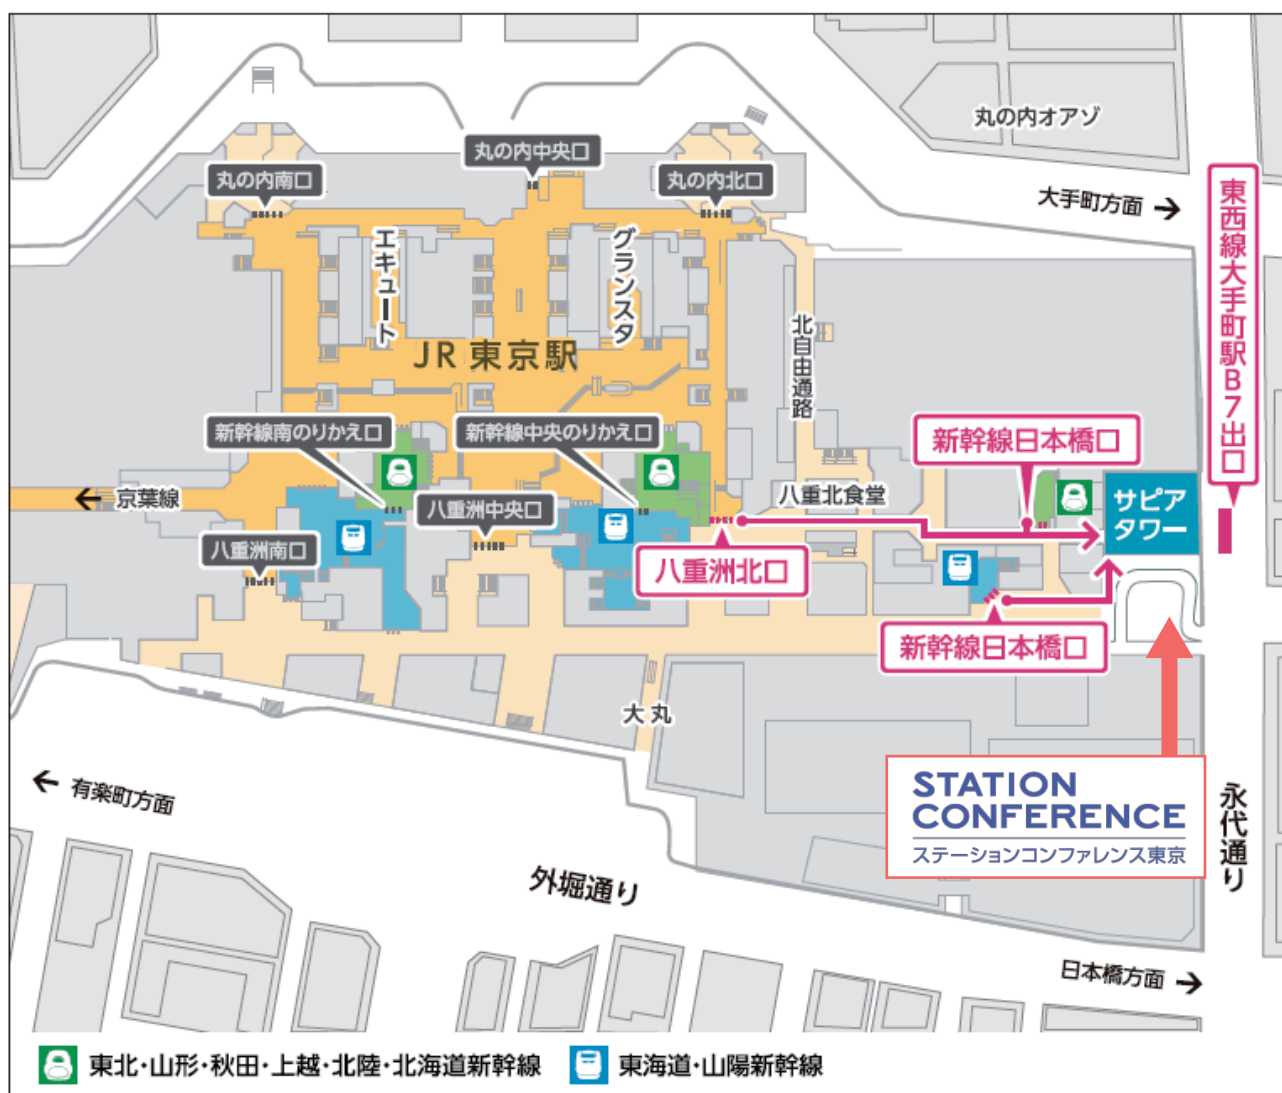 丸の内オアゾ
丸の内中央口
丸の内南口
丸の内北口
大手町方面
東西線大手町駅B7出口
エキュート
グランスタ
北自由通路
JR 東京駅
新幹線南のりかえ口
新幹線中央のりかえ口
新幹線日本橋口
京葉線
八重洲中央口
八重北食堂
サピア
タワー
八重洲南口
八重洲北口
新幹線日本橋口
大丸
有楽町方面
STATION
CONFERENCE
ステーションコンファレンス東京
永代通り
外堀通り
日本橋方面
東北・山形・秋田・上越・北陸・北海道新幹線
東海道・山陽新幹線